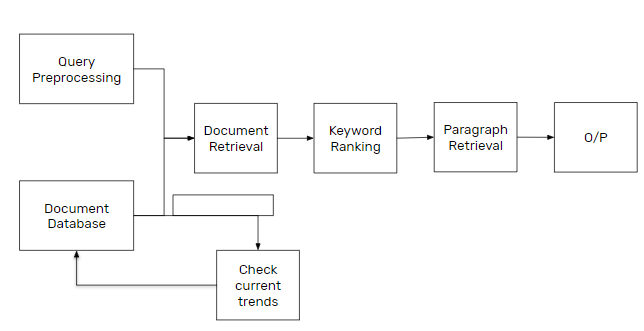 Query
Preprocessing
Document
Retrieval
Keyword
Ranking
Paragraph
Retrieval
O/P
Document
Database
Check
current
trends